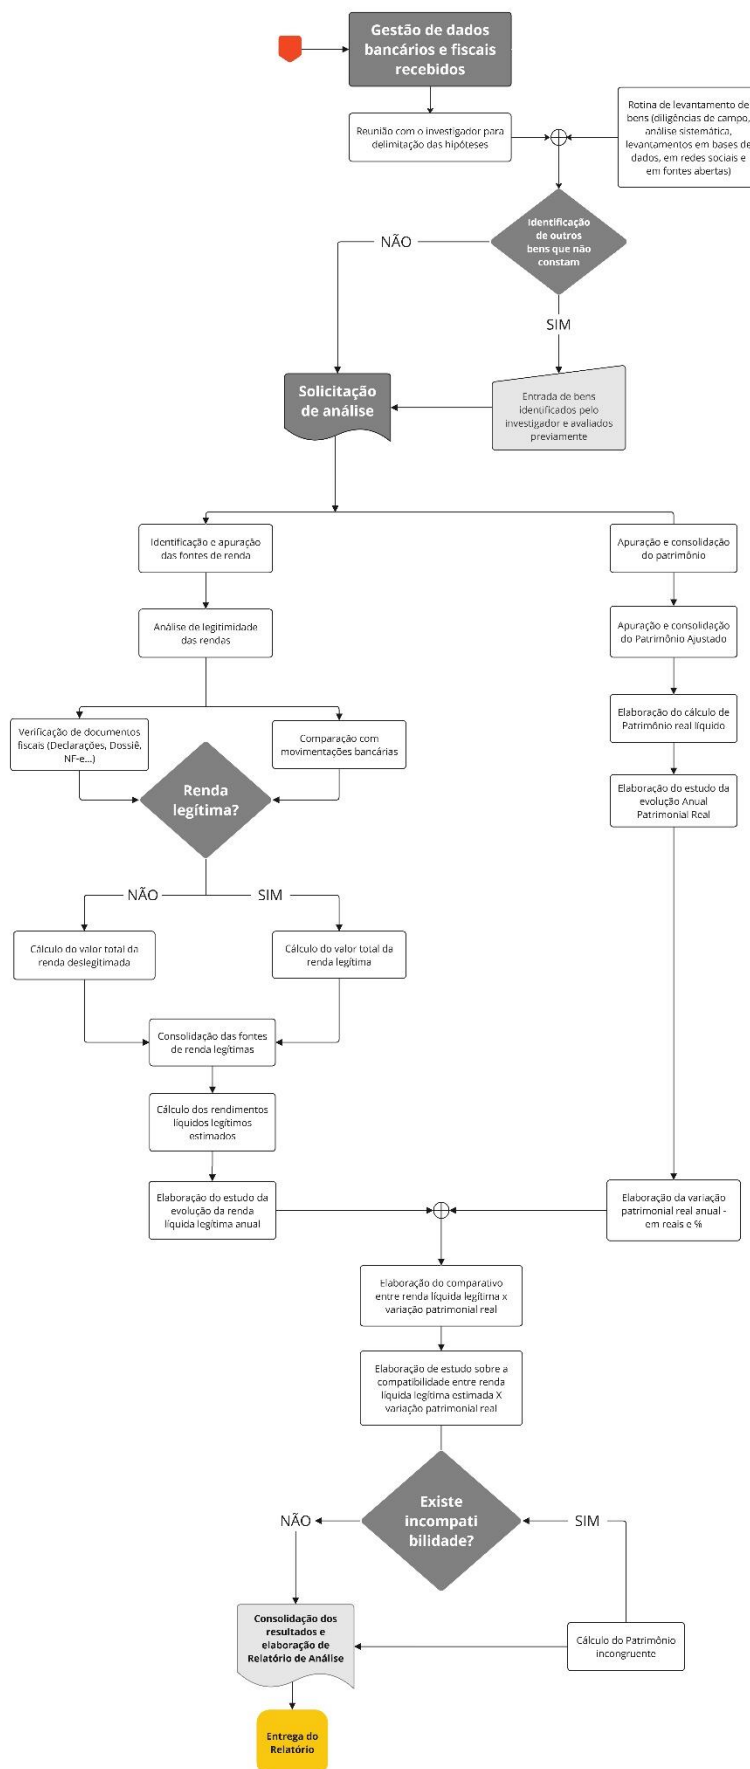 Gestão de dados
bancários e fiscais
recebidos
Reunião com o investigador para
delimitação das hipóteses
Rotina de levantamento de
bens (diligências de campo,
análise sistemática,
levantamentos em bases de
dados, em redes sociais e
em fontes abertas)
Identificação
de outros
bens que não
constam
NÃO
SIM
Solicitação
de análise
Entrada de bens
identificados pelo
investigador e avaliados
previamente
Identificação e apuração
das fontes de renda
Apuração e consolidação
do patrimônio
Análise de legitimidade
das rendas
Apuração e consolidação
do Patrimônio Ajustado
Verificação de documentos
fiscais (Declarações, Dossiê,
NF-e...)
Comparação com
movimentações bancárias
Elaboração do cálculo de
Patrimônio real líquido
Renda
legítima?
Elaboração do estudo da
evolução Anual
Patrimonial Real
NÃO
SIM
Cálculo do valor total da
renda deslegitimada
Cálculo do valor total da
renda legítima
Consolidação das fontes
de renda legítimas
Cálculo dos rendimentos
líquidos legítimos
estimados
Elaboração do estudo da
evolução da renda
líquida legítima anual
Elaboração da variação
patrimonial real anual -
em reais e %
Elaboração do comparativo
entre renda líquida legítima x
variação patrimonial real
Elaboração de estudo sobre a
compatibilidade entre renda
líquida legítima estimada X
variação patrimonial real
Existe
incompati
bilidade?
NÃO
SIM
Consolidação dos
resultados e
elaboração de
Relatório de Análise
Cálculo do Patrimônio
incongruente
Entrega do
Relatório